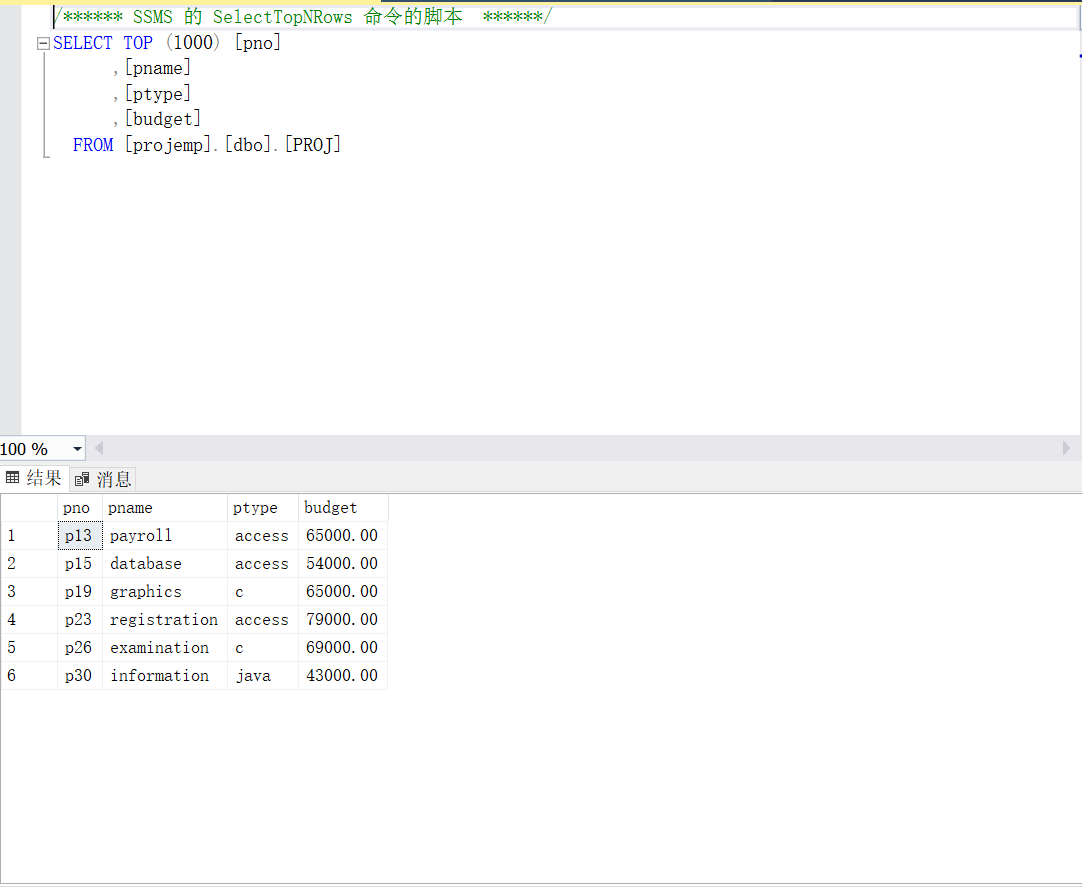 /****** SSMS 的 SelectTopNRows 命令的脚本  ******/
SELECT TOP (1000) [pno]
      ,[pname]
      ,[ptype]
      ,[budget]
  FROM [projemp].[dbo].[PROJ]
100 %
结果 消息
pno pname ptype budget
1 p13 payroll access 65000.00
2 p15 database access 54000.00
3 p19 graphics c 65000.00
4 p23 registration access 79000.00
5 p26 examination c 69000.00
6 p30 information java 43000.00